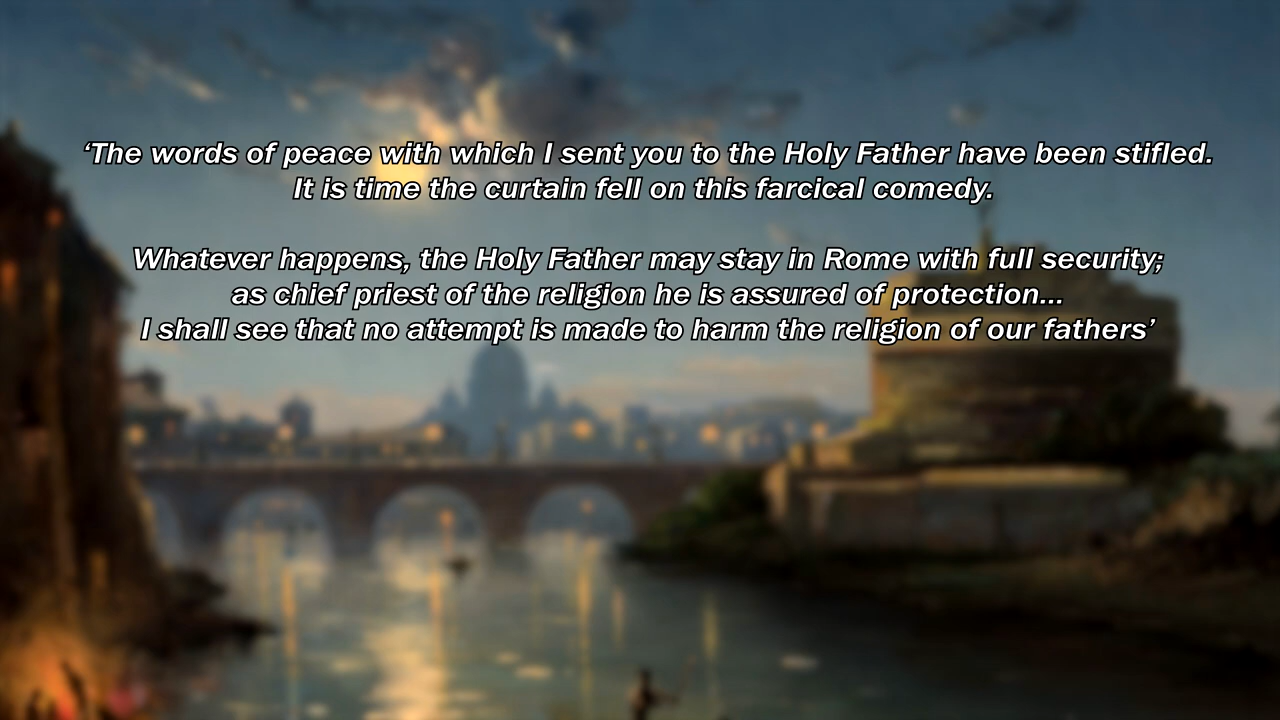 ‘The words of peace with which I sent you to the Holy Father have been stifled.
It is time the curtain fell on this farcical comedy.
Whatever happens, the Holy Father may stay in Rome with full security;
as chief priest of the religion he is assured of protection...
I shall see that no attempt is made to harm the religion of our fathers’